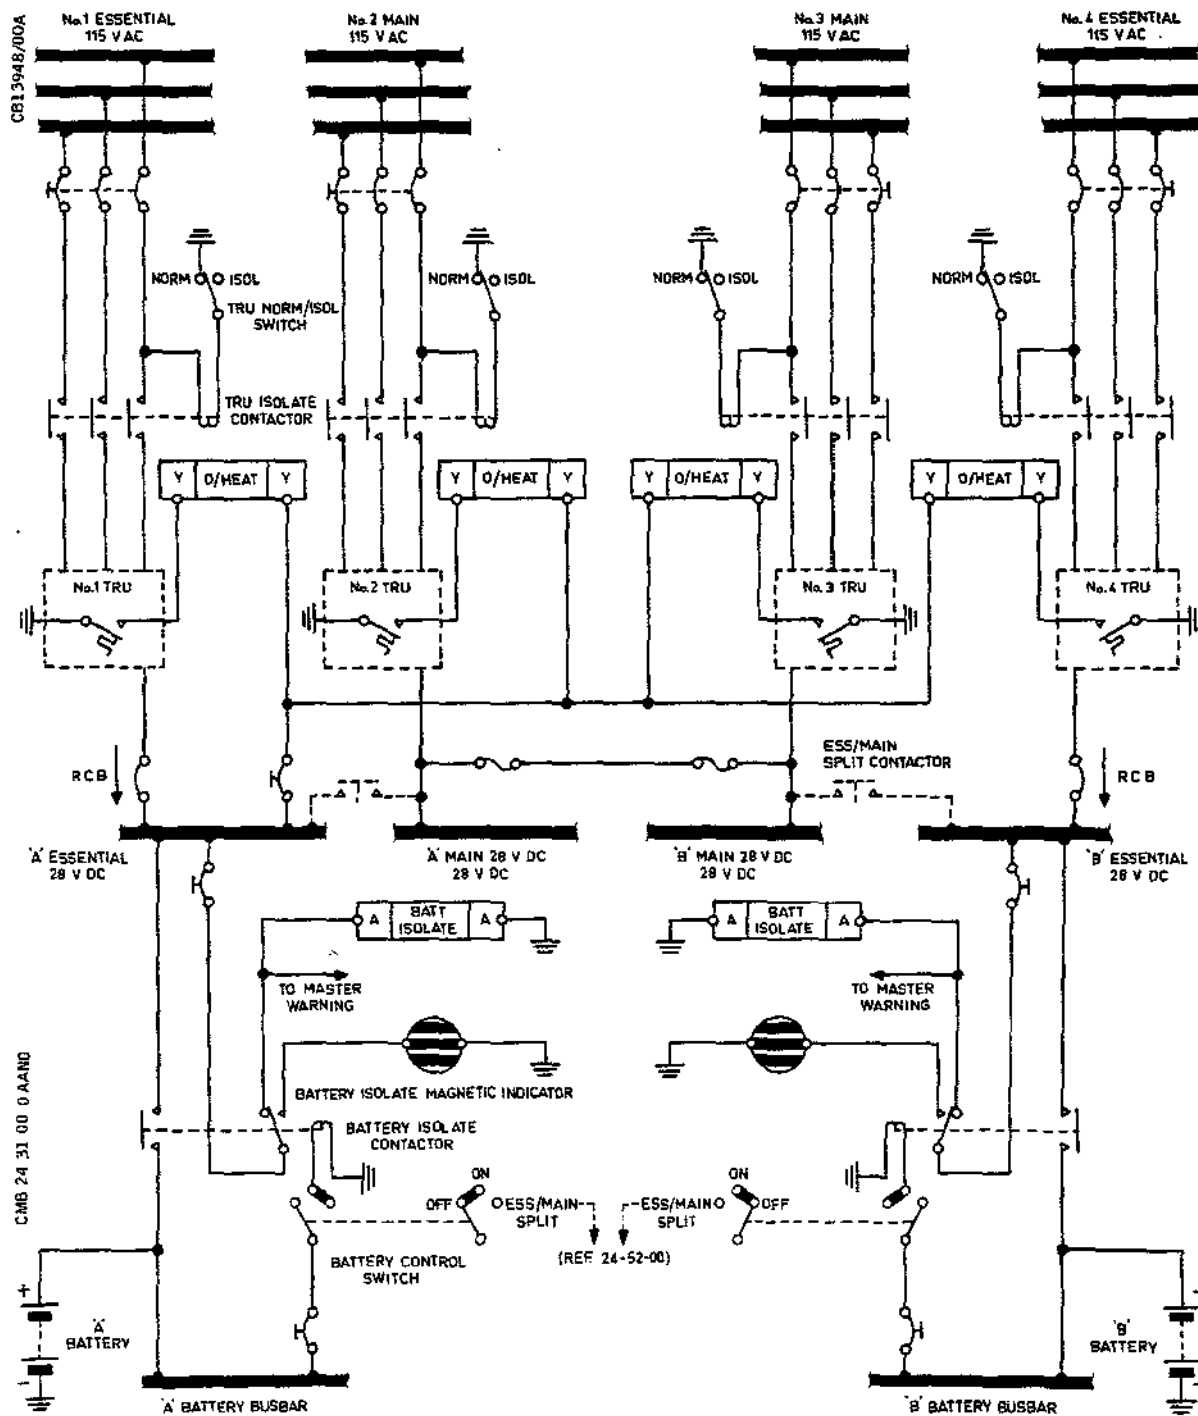 No.1 ESSENTIAL
115 V AC
No.2 MAIN
115 V AC
No.3 MAIN
115 V AC
No.4 ESSENTIAL
115 V AC
CB13948/00A
NORM ISOL
TRU NORM/ISOL
SWITCH
NORM ISOL
NORM ISOL
NORM ISOL
TRU ISOLATE
CONTACTOR
Y O/HEAT Y
Y O/HEAT Y
Y O/HEAT Y
Y O/HEAT Y
No.1 TRU
No.2 TRU
No.3 TRU
No.4 TRU
RCB
ESS/MAIN
SPLIT CONTACTOR
RCB
'A' ESSENTIAL
28 V DC
'A' MAIN 28 V DC
28 V DC
'B' MAIN 28 V DC
28 V DC
'B' ESSENTIAL
28 V DC
A BATT ISOLATE A
A BATT ISOLATE A
TO MASTER
WARNING
TO MASTER
WARNING
BATTERY ISOLATE MAGNETIC INDICATOR
BATTERY ISOLATE
CONTACTOR
CMB 24 31 00 0 AAN0
ON
OFF
ESS/MAIN
SPLIT
ESS/MAIN
SPLIT
ON
OFF
(REF 24-52-00)
BATTERY CONTROL
SWITCH
+
'A'
BATTERY
-
+
'B'
BATTERY
-
'A' BATTERY BUSBAR
'B' BATTERY BUSBAR